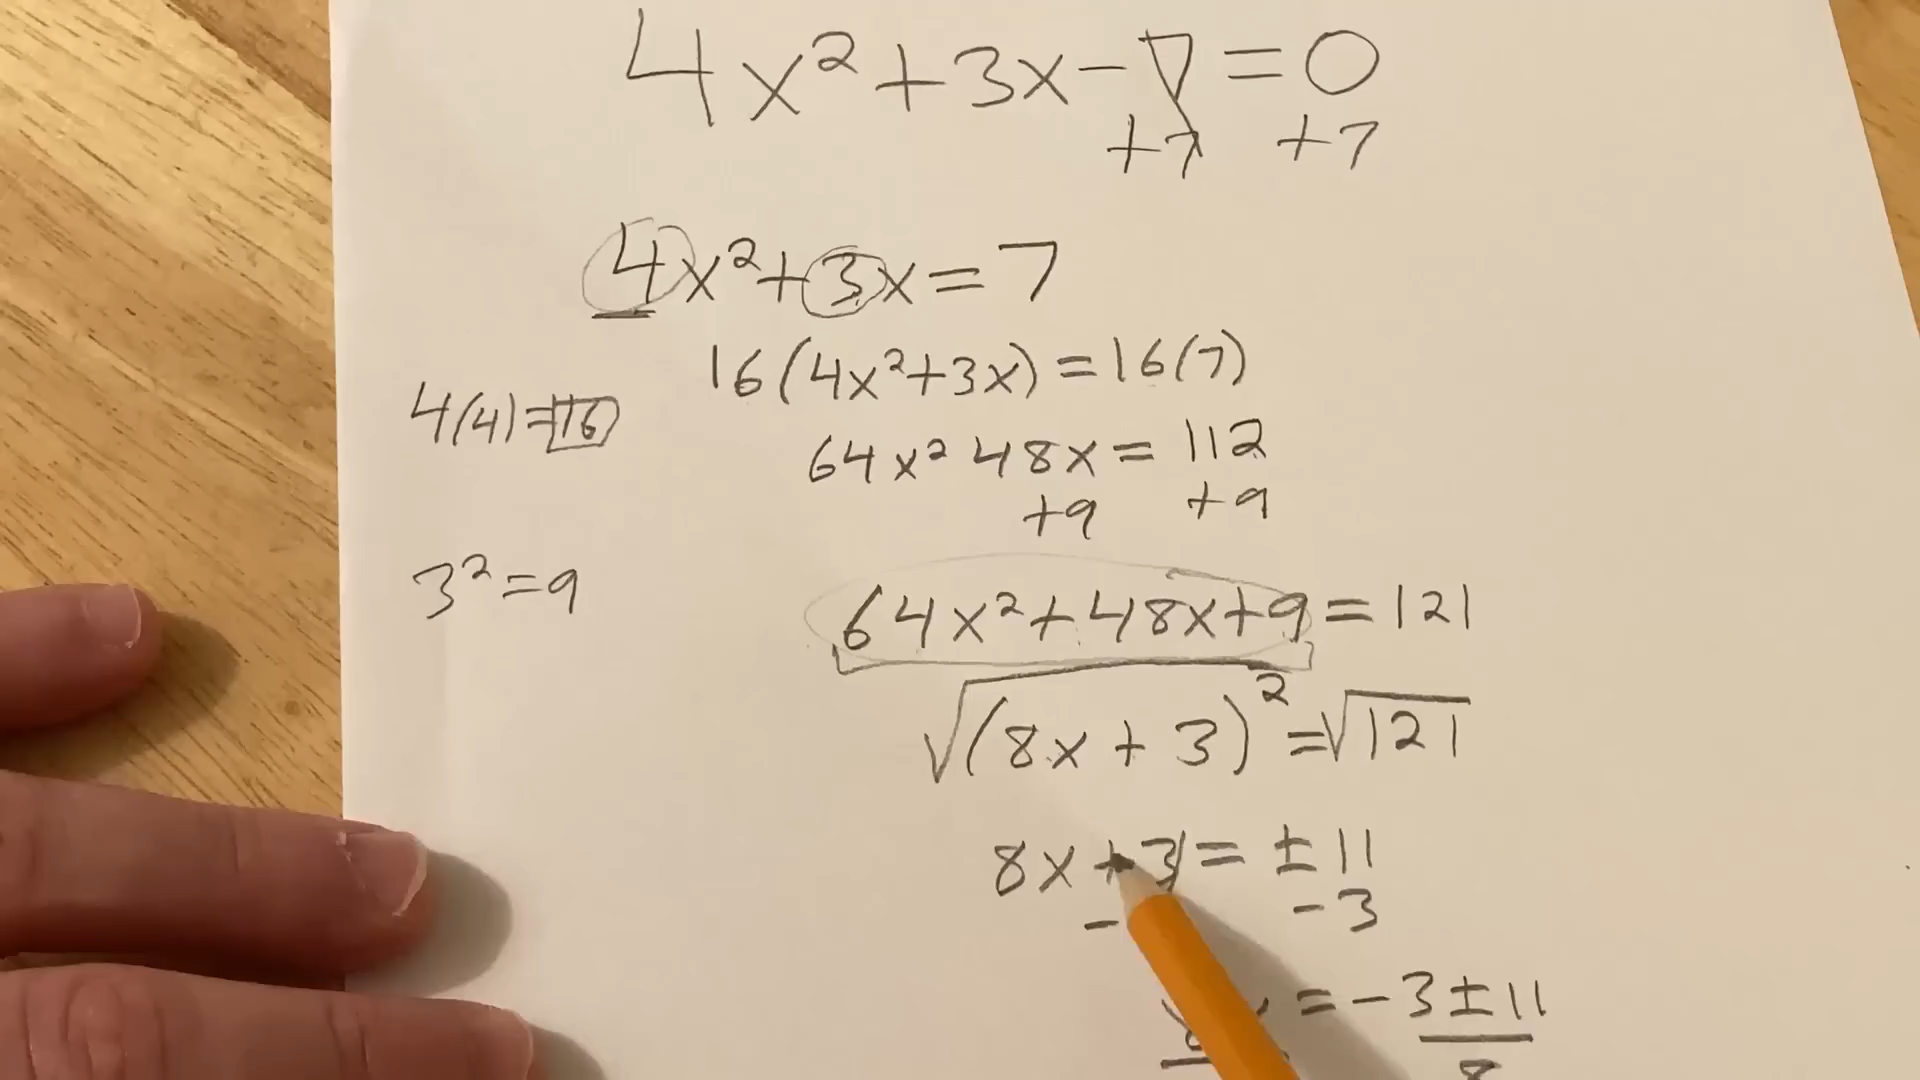 4x² + 3x - 7 = 0
+7 +7
4x² + 3x = 7
16(4x² + 3x) = 16(7)
4(4) = 16
64x² 48x = 112
+9 +9
3² = 9
64x² + 48x + 9 = 121
√(8x + 3)² = √121
8x + 3 = ± 11
- - 3
= -3 ± 11
8